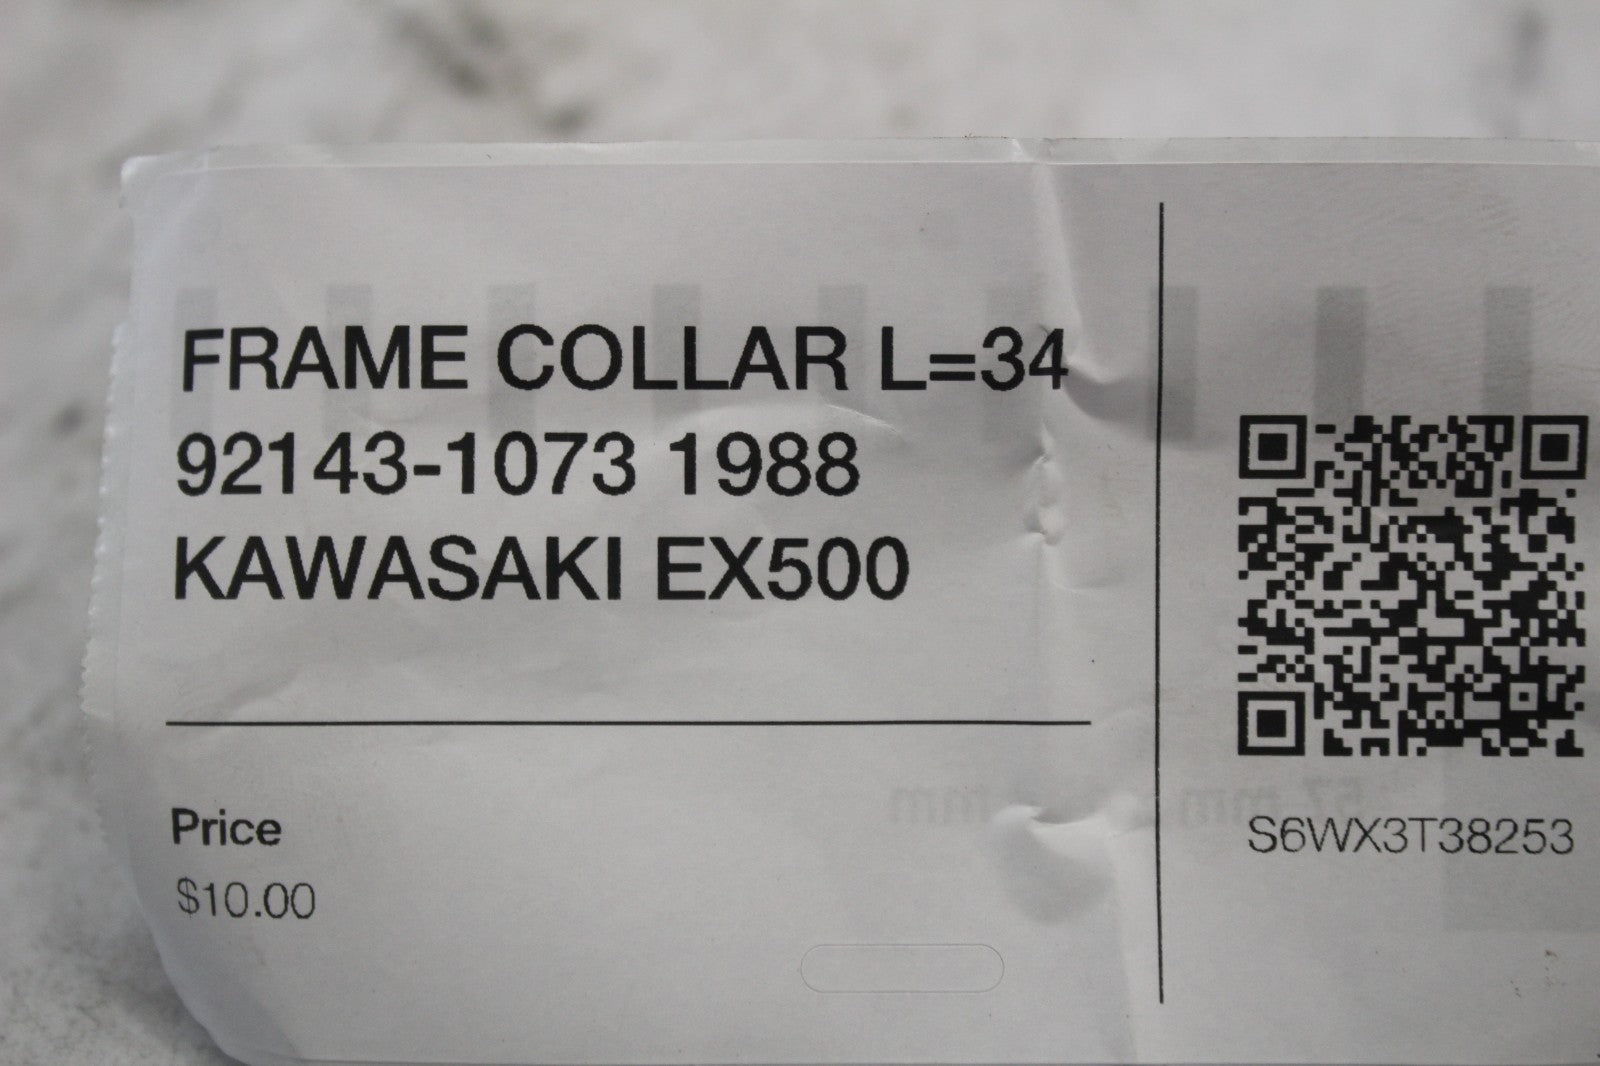 FRAME COLLAR L=34
92143-1073 1988
KAWASAKI EX500
Price
$10.00
S6WX3T38253